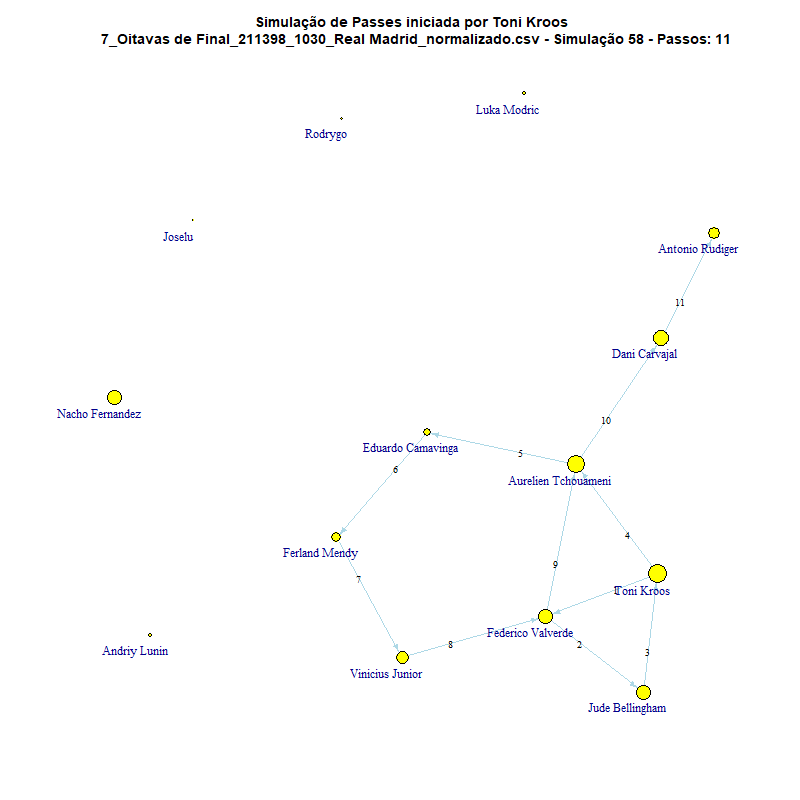 Simulação de Passes iniciada por Toni Kroos
7_Oitavas de Final_211398_1030_Real Madrid_normalizado.csv - Simulação 58 - Passos: 11
Luka Modric
Rodrygo
Joselu
Antonio Rudiger
11
Dani Carvajal
Nacho Fernandez
10
Eduardo Camavinga
5
6
Aurelien Tchouameni
4
Ferland Mendy
9
7
1
Toni Kroos
Federico Valverde
8
2
3
Andriy Lunin
Vinicius Junior
Jude Bellingham